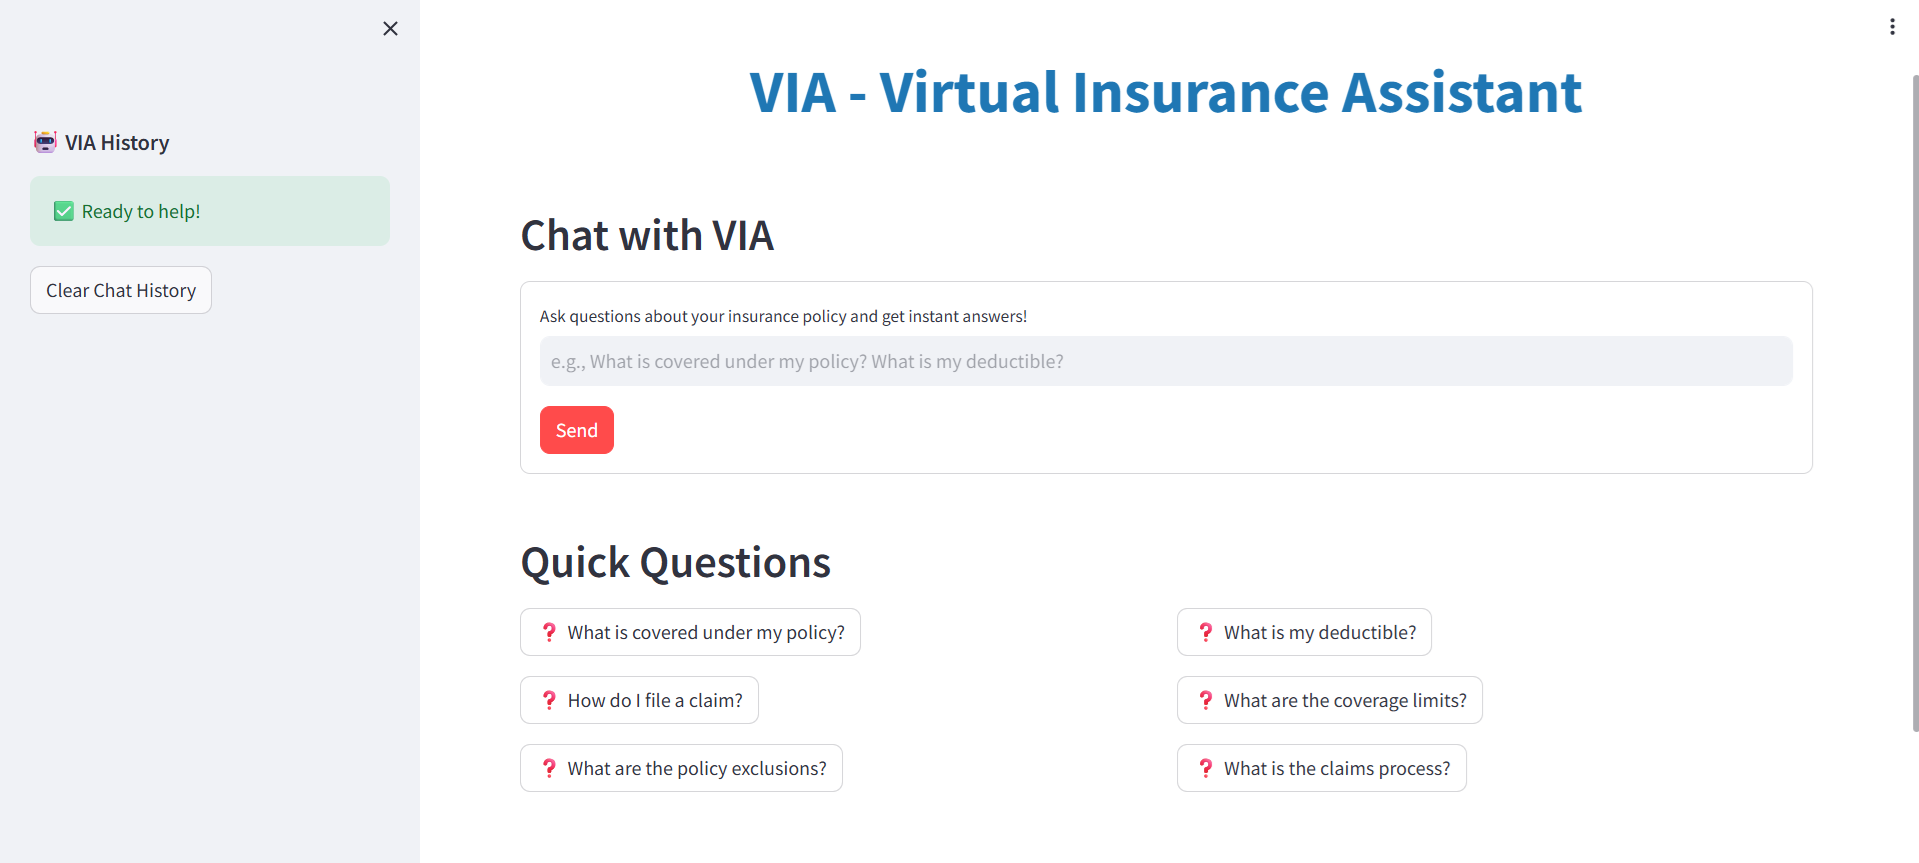 VIA History
Ready to help!
Clear Chat History
VIA - Virtual Insurance Assistant
Chat with VIA
Ask questions about your insurance policy and get instant answers!
e.g., What is covered under my policy? What is my deductible?
Send
Quick Questions
What is covered under my policy?
What is my deductible?
How do I file a claim?
What are the coverage limits?
What are the policy exclusions?
What is the claims process?